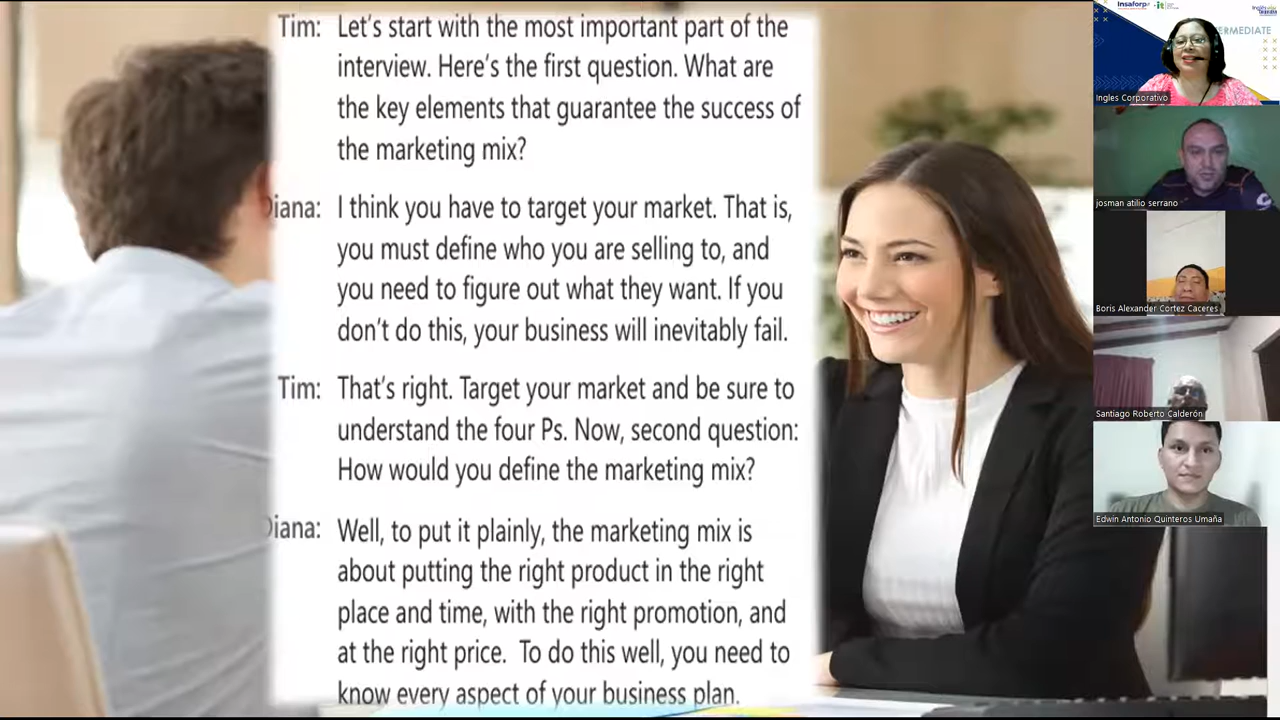 Tim: Let's start with the most important part of the
interview. Here's the first question. What are
the key elements that guarantee the success of
the marketing mix?
Diana: I think you have to target your market. That is,
you must define who you are selling to, and
you need to figure out what they want. If you
don't do this, your business will inevitably fail.
Tim: That's right. Target your market and be sure to
understand the four Ps. Now, second question:
How would you define the marketing mix?
Diana: Well, to put it plainly, the marketing mix is
about putting the right product in the right
place and time, with the right promotion, and
at the right price. To do this well, you need to
know every aspect of your business plan.
Insaforp
ERMEDIATE
Ingles Corporativo
josman atilio serrano
Boris Alexander Cortez Caceres
Santiago Roberto Calderón
Edwin Antonio Quinteros Umaña